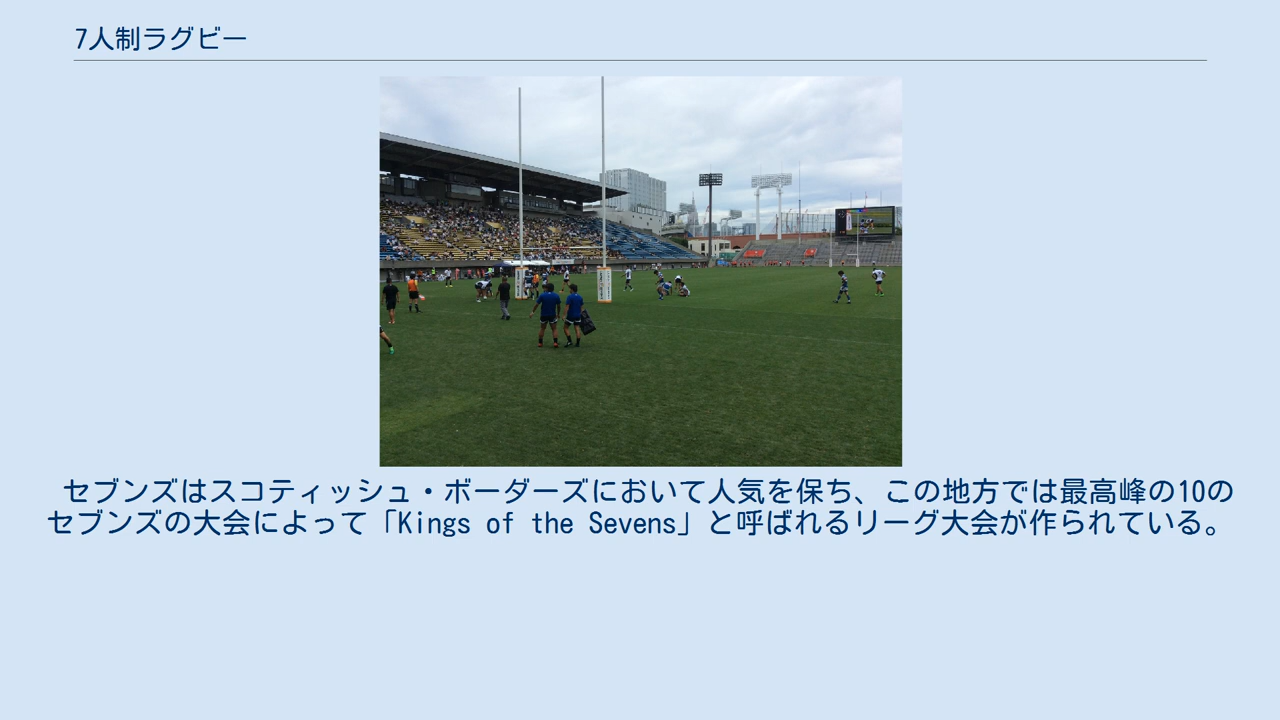 7人制ラグビー
セブンズはスコティッシュ・ボーダーズにおいて人気を保ち、この地方では最高峰の10の
セブンズの大会によって「Kings of the Sevens」と呼ばれるリーグ大会が作られている。